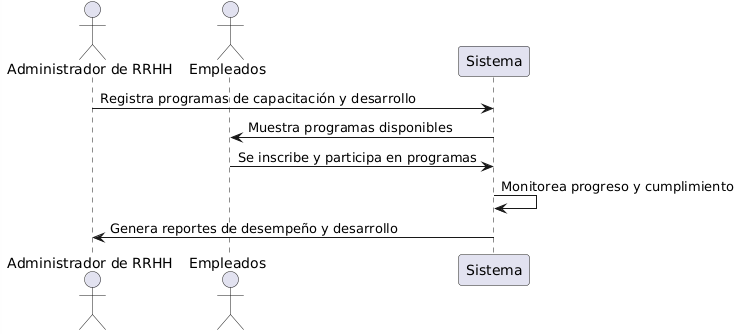 Administrador de RRHH
Empleados
Sistema
Registra programas de capacitación y desarrollo
Muestra programas disponibles
Se inscribe y participa en programas
Monitorea progreso y cumplimiento
Genera reportes de desempeño y desarrollo
Administrador de RRHH
Empleados
Sistema